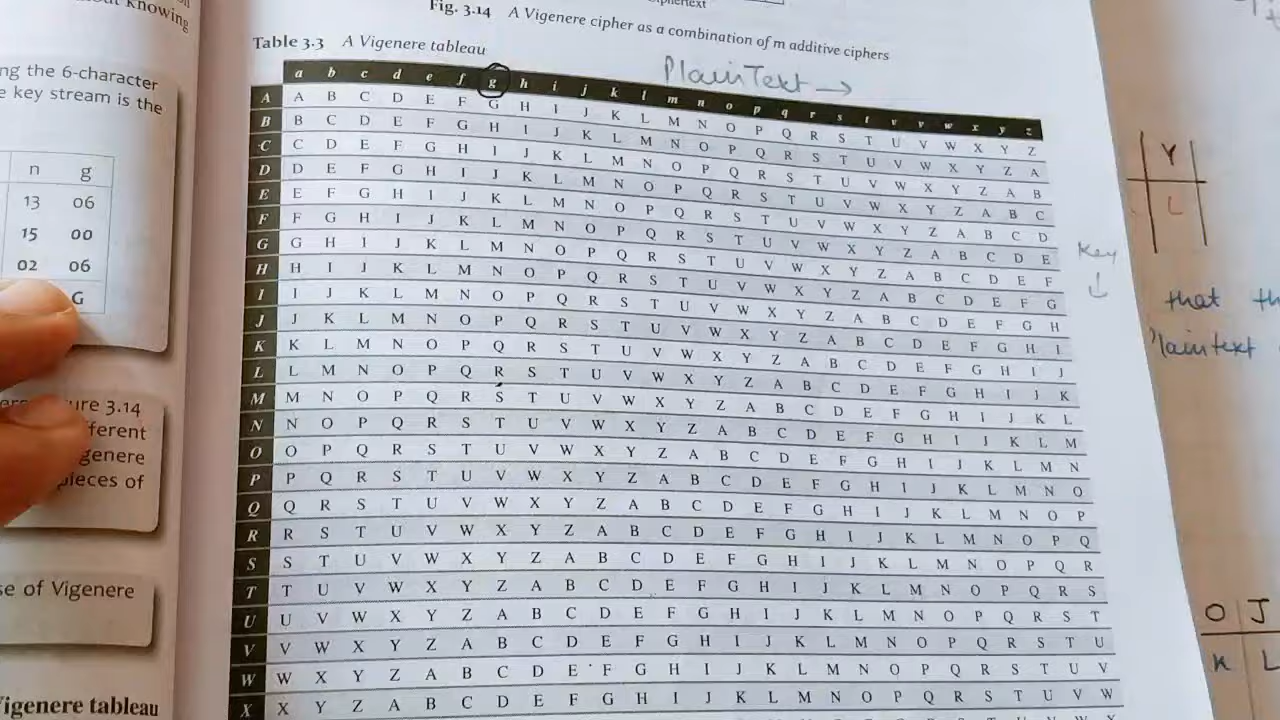 knowing
ng the 6-character
e key stream is the
n g
13 06
15 00
02 06
G
ure 3.14
fferent
genere
pieces of
se of Vigenere
Vigenere tableau
Fig. 3.14 A Vigenere cipher as a combination of m additive ciphers
Table 3.3 A Vigenere tableau
PlainText →
a b c d e f g h i j k l m n o p q r s t u v w x y z
A A B C D E F G H I J K L M N O P Q R S T U V W X Y Z
B B C D E F G H I J K L M N O P Q R S T U V W X Y Z A
C C D E F G H I J K L M N O P Q R S T U V W X Y Z A B
D D E F G H I J K L M N O P Q R S T U V W X Y Z A B C
E E F G H I J K L M N O P Q R S T U V W X Y Z A B C D
F F G H I J K L M N O P Q R S T U V W X Y Z A B C D E
G G H I J K L M N O P Q R S T U V W X Y Z A B C D E F
H H I J K L M N O P Q R S T U V W X Y Z A B C D E F G
I I J K L M N O P Q R S T U V W X Y Z A B C D E F G H
J J K L M N O P Q R S T U V W X Y Z A B C D E F G H I
K K L M N O P Q R S T U V W X Y Z A B C D E F G H I J
L L M N O P Q R S T U V W X Y Z A B C D E F G H I J K
M M N O P Q R S T U V W X Y Z A B C D E F G H I J K L
N N O P Q R S T U V W X Y Z A B C D E F G H I J K L M
O O P Q R S T U V W X Y Z A B C D E F G H I J K L M N
P P Q R S T U V W X Y Z A B C D E F G H I J K L M N O
Q Q R S T U V W X Y Z A B C D E F G H I J K L M N O P
R R S T U V W X Y Z A B C D E F G H I J K L M N O P Q
S S T U V W X Y Z A B C D E F G H I J K L M N O P Q R
T T U V W X Y Z A B C D E F G H I J K L M N O P Q R S
U U V W X Y Z A B C D E F G H I J K L M N O P Q R S T
V V W X Y Z A B C D E F G H I J K L M N O P Q R S T U
W W X Y Z A B C D E F G H I J K L M N O P Q R S T U V
X X Y Z A B C D E F G H I J K L M N O P Q R S T U V W
Key
↓
Y
L
that th
Plaintext
O J
K L